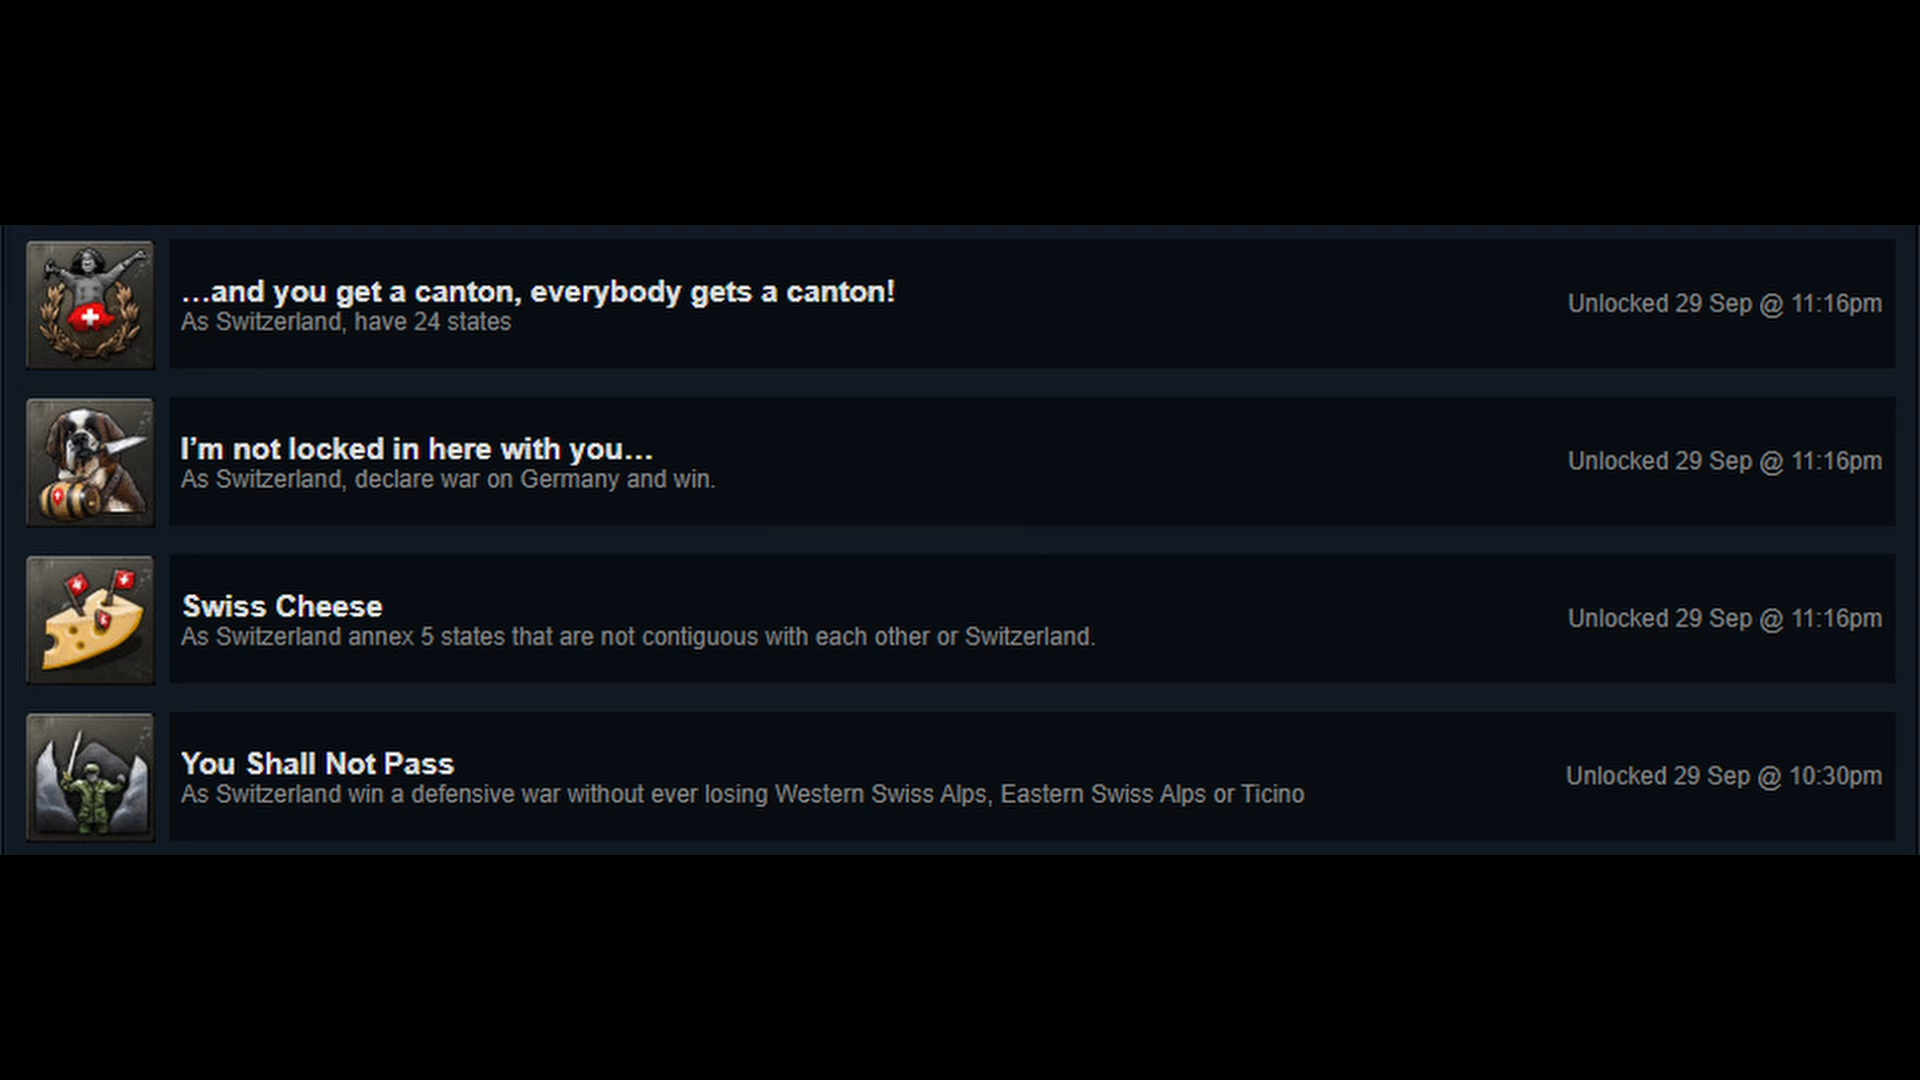 ...and you get a canton, everybody gets a canton!
As Switzerland, have 24 states
Unlocked 29 Sep @ 11:16pm
I’m not locked in here with you...
As Switzerland, declare war on Germany and win.
Unlocked 29 Sep @ 11:16pm
Swiss Cheese
As Switzerland annex 5 states that are not contiguous with each other or Switzerland.
Unlocked 29 Sep @ 11:16pm
You Shall Not Pass
As Switzerland win a defensive war without ever losing Western Swiss Alps, Eastern Swiss Alps or Ticino
Unlocked 29 Sep @ 10:30pm